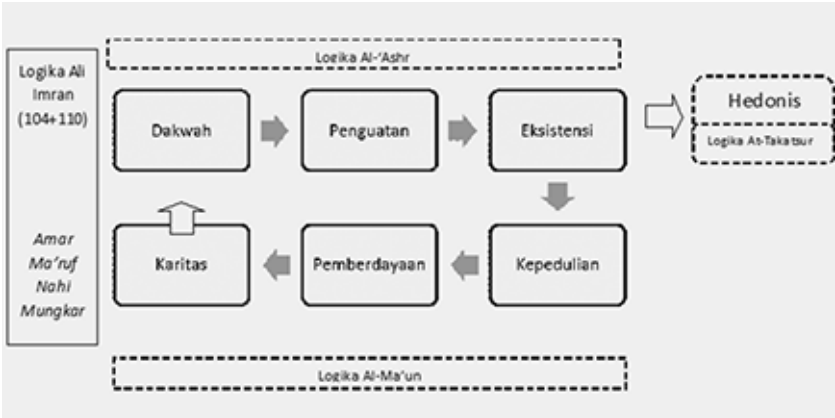 Logika Ali
Imran
(104+110)
Amar
Ma'ruf
Nahi
Mungkar
Logika Al-'Ashr
Dakwah
Penguatan
Eksistensi
Hedonis
Logika At-Takatsur
Karitas
Pemberdayaan
Kepedulian
Logika Al-Ma'un